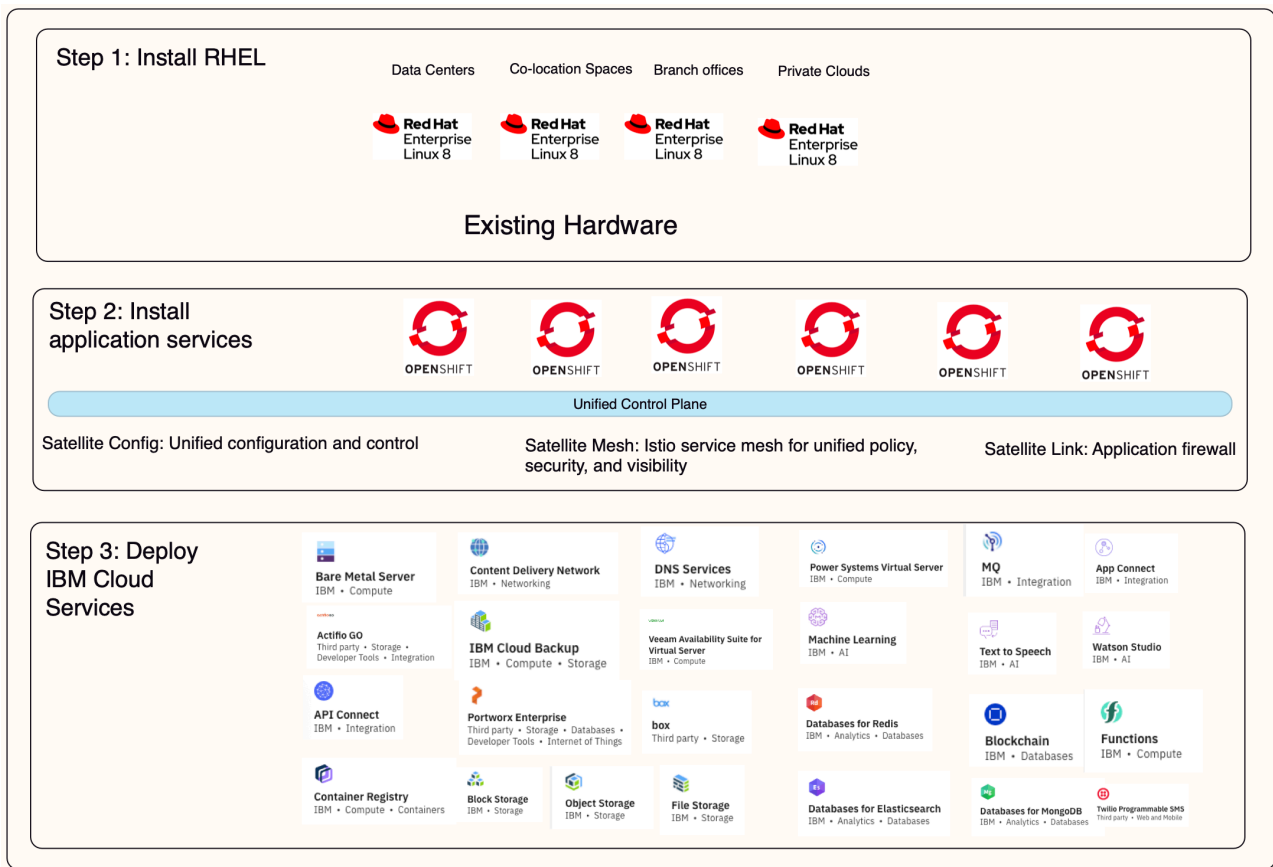 Step 1: Install RHEL
Data Centers
Co-location Spaces
Branch offices
Private Clouds
Red Hat
Enterprise
Linux 8
Red Hat
Enterprise
Linux 8
Red Hat
Enterprise
Linux 8
Red Hat
Enterprise
Linux 8
Existing Hardware
Step 2: Install
application services
OPENSHIFT
OPENSHIFT
OPENSHIFT
OPENSHIFT
OPENSHIFT
OPENSHIFT
Unified Control Plane
Satellite Config: Unified configuration and control
Satellite Mesh: Istio service mesh for unified policy,
security, and visibility
Satellite Link: Application firewall
Step 3: Deploy
IBM Cloud
Services
Bare Metal Server
IBM • Compute
Content Delivery Network
IBM • Networking
DNS Services
IBM • Networking
Power Systems Virtual Server
IBM • Compute
MQ
IBM • Integration
App Connect
IBM • Integration
Actifio GO
Third party • Storage •
Developer Tools • Integration
IBM Cloud Backup
IBM • Compute • Storage
Veeam Availability Suite for
Virtual Server
IBM • Compute
Machine Learning
IBM • AI
Text to Speech
IBM • AI
Watson Studio
IBM • AI
API Connect
IBM • Integration
Portworx Enterprise
Third party • Storage • Databases •
Developer Tools • Internet of Things
box
box
Third party • Storage
Rd
Databases for Redis
IBM • Analytics • Databases
Blockchain
IBM • Databases
Functions
IBM • Compute
Container Registry
IBM • Compute • Containers
Block Storage
IBM • Storage
Object Storage
IBM • Storage
File Storage
IBM • Storage
Es
Databases for Elasticsearch
IBM • Analytics • Databases
Mg
Databases for MongoDB
IBM • Analytics • Databases
Twilio Programmable SMS
Third party • Web and Mobile